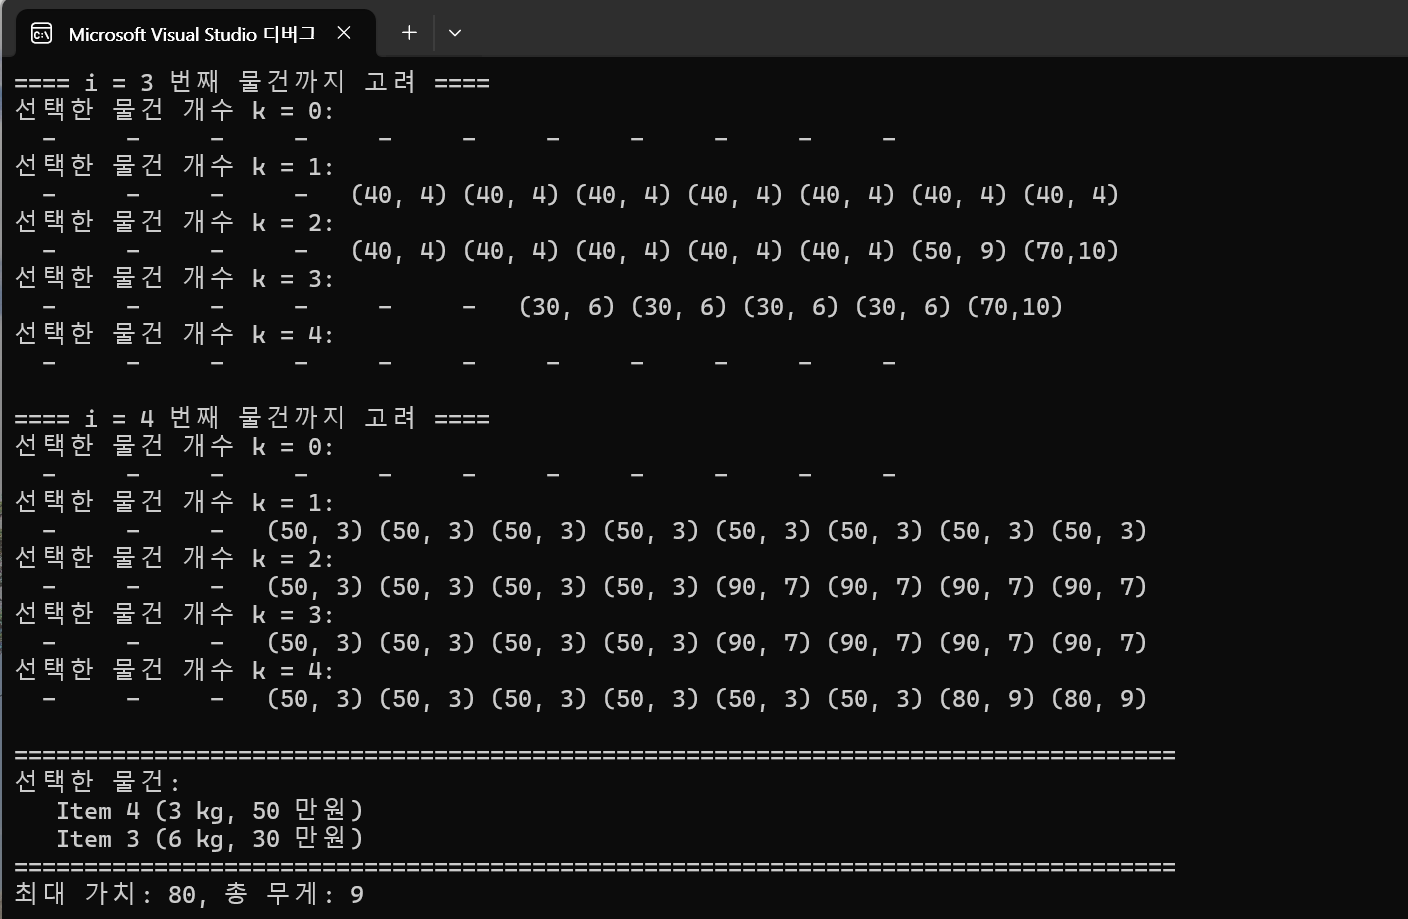 Microsoft Visual Studio 디버그
==== i = 3 번째 물건까지 고려 ====
선택한 물건 개수 k = 0:
- - - - - - - - - - -
선택한 물건 개수 k = 1:
- - - - (40, 4) (40, 4) (40, 4) (40, 4) (40, 4) (40, 4) (40, 4)
선택한 물건 개수 k = 2:
- - - - (40, 4) (40, 4) (40, 4) (40, 4) (40, 4) (50, 9) (70,10)
선택한 물건 개수 k = 3:
- - - - - - (30, 6) (30, 6) (30, 6) (30, 6) (70,10)
선택한 물건 개수 k = 4:
- - - - - - - - - - -
==== i = 4 번째 물건까지 고려 ====
선택한 물건 개수 k = 0:
- - - - - - - - - - -
선택한 물건 개수 k = 1:
- - - (50, 3) (50, 3) (50, 3) (50, 3) (50, 3) (50, 3) (50, 3) (50, 3)
선택한 물건 개수 k = 2:
- - - (50, 3) (50, 3) (50, 3) (50, 3) (90, 7) (90, 7) (90, 7) (90, 7)
선택한 물건 개수 k = 3:
- - - (50, 3) (50, 3) (50, 3) (50, 3) (90, 7) (90, 7) (90, 7) (90, 7)
선택한 물건 개수 k = 4:
- - - (50, 3) (50, 3) (50, 3) (50, 3) (50, 3) (50, 3) (80, 9) (80, 9)
===================================================================================
선택한 물건:
Item 4 (3 kg, 50 만원)
Item 3 (6 kg, 30 만원)
===================================================================================
최대 가치: 80, 총 무게: 9